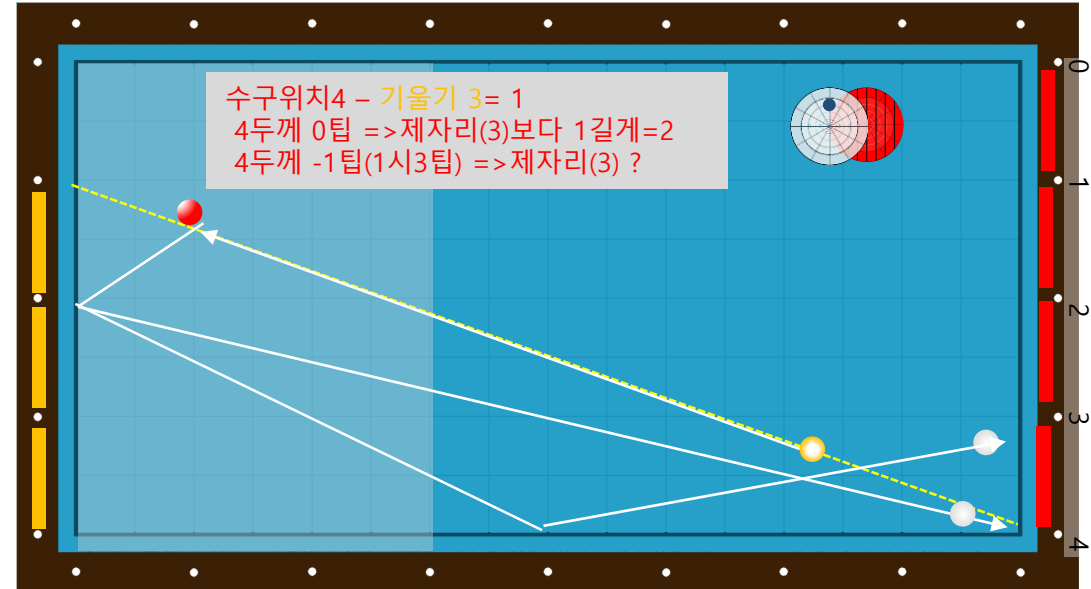 수구위치4 – 기울기 3= 1
4두께 0팁 =>제자리(3)보다 1길게=2
4두께 -1팁(1시3팁) =>제자리(3) ?
0
1
2
3
4